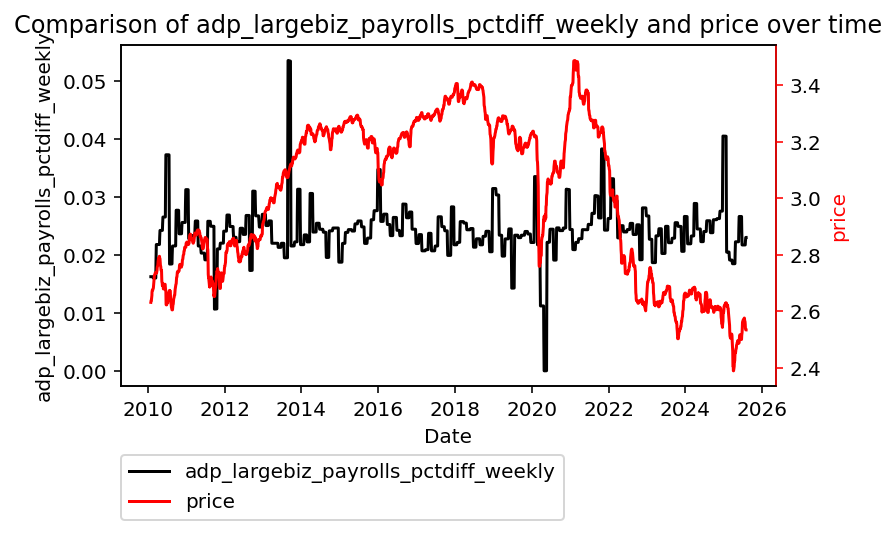 Comparison of adp_largebiz_payrolls_pctdiff_weekly and price over time
adp_largebiz_payrolls_pctdiff_weekly
0.05
0.04
0.03
0.02
0.01
0.00
3.4
3.2
3.0
2.8
2.6
2.4
price
2010 2012 2014 2016 2018 2020 2022 2024 2026
Date
adp_largebiz_payrolls_pctdiff_weekly
price